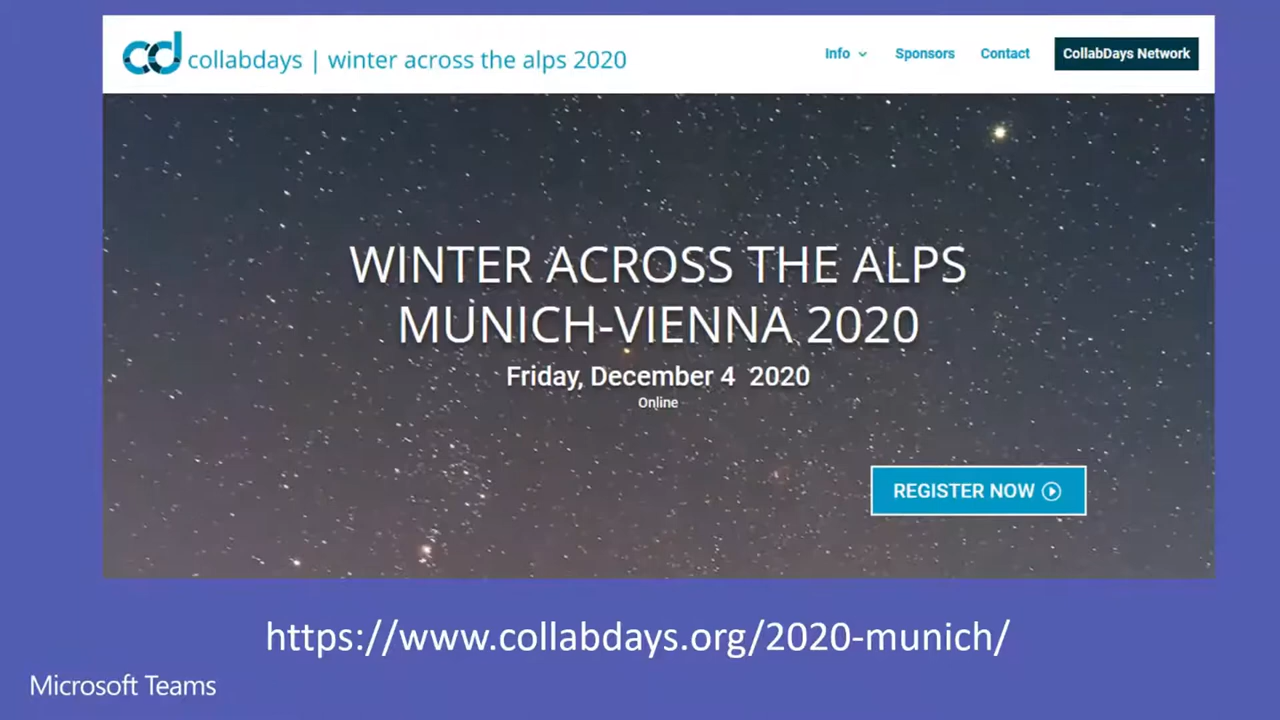 cd collabdays | winter across the alps 2020
Info
Sponsors
Contact
CollabDays Network
WINTER ACROSS THE ALPS
MUNICH-VIENNA 2020
Friday, December 4 2020
Online
REGISTER NOW
https://www.collabdays.org/2020-munich/
Microsoft Teams